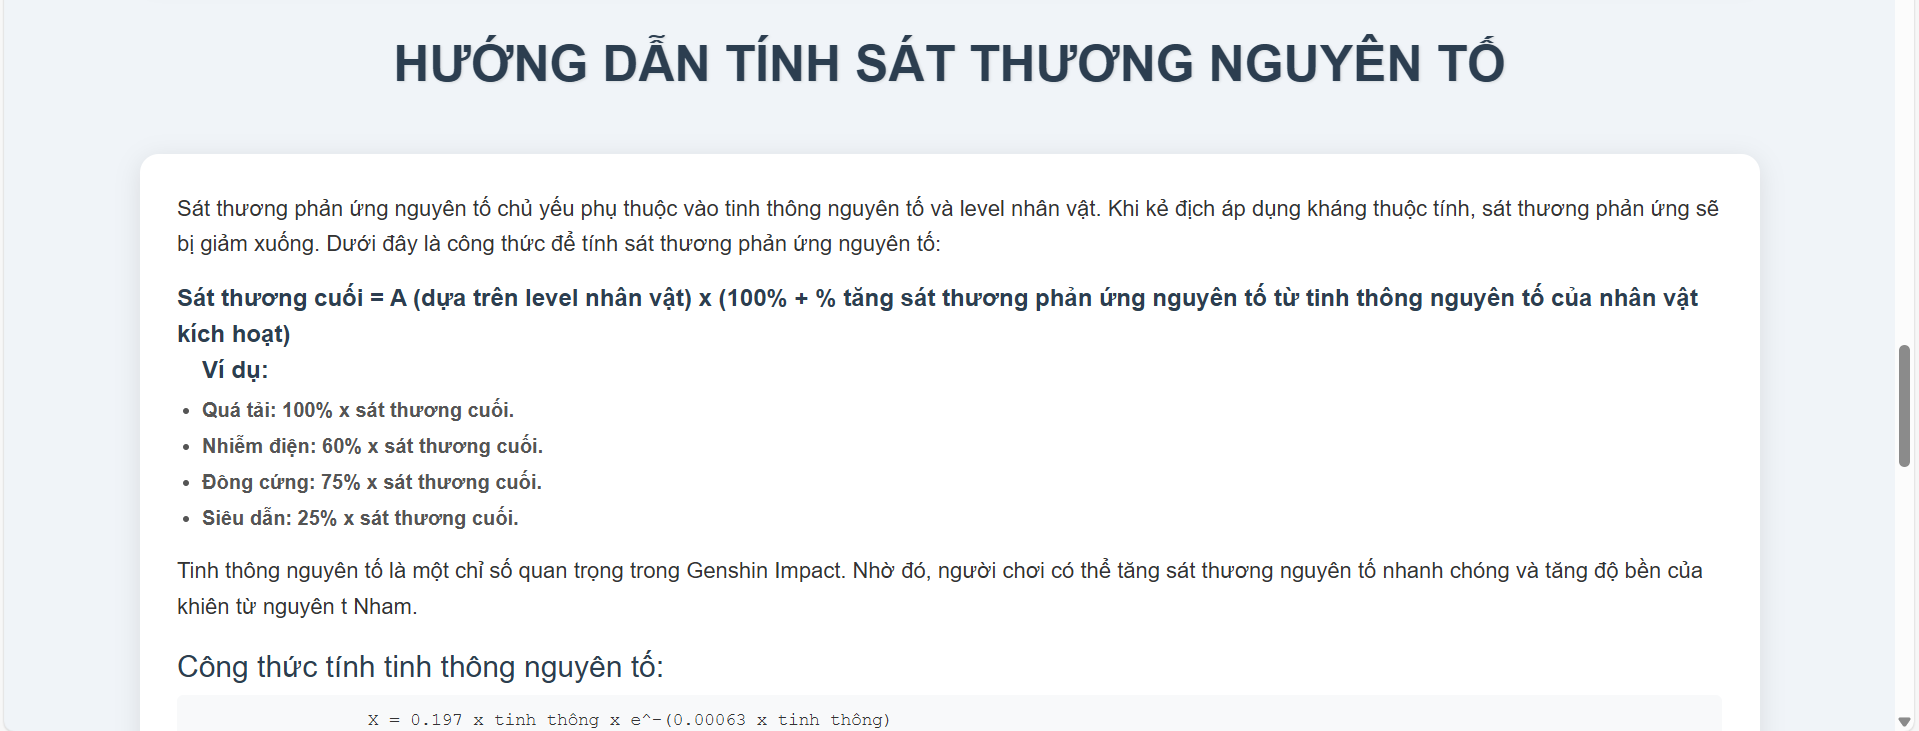 HƯỚNG DẪN TÍNH SÁT THƯƠNG NGUYÊN TỐ
Sát thương phản ứng nguyên tố chủ yếu phụ thuộc vào tinh thông nguyên tố và level nhân vật. Khi kẻ địch áp dụng kháng thuộc tính, sát thương phản ứng sẽ
bị giảm xuống. Dưới đây là công thức để tính sát thương phản ứng nguyên tố:
Sát thương cuối = A (dựa trên level nhân vật) x (100% + % tăng sát thương phản ứng nguyên tố từ tinh thông nguyên tố của nhân vật
kích hoạt)
Ví dụ:
• Quá tải: 100% x sát thương cuối.
• Nhiễm điện: 60% x sát thương cuối.
• Đông cứng: 75% x sát thương cuối.
• Siêu dẫn: 25% x sát thương cuối.
Tinh thông nguyên tố là một chỉ số quan trọng trong Genshin Impact. Nhờ đó, người chơi có thể tăng sát thương nguyên tố nhanh chóng và tăng độ bền của
khiên từ nguyên t Nham.
Công thức tính tinh thông nguyên tố:
X = 0.197 x tinh thông x e^-(0.00063 x tinh thông)